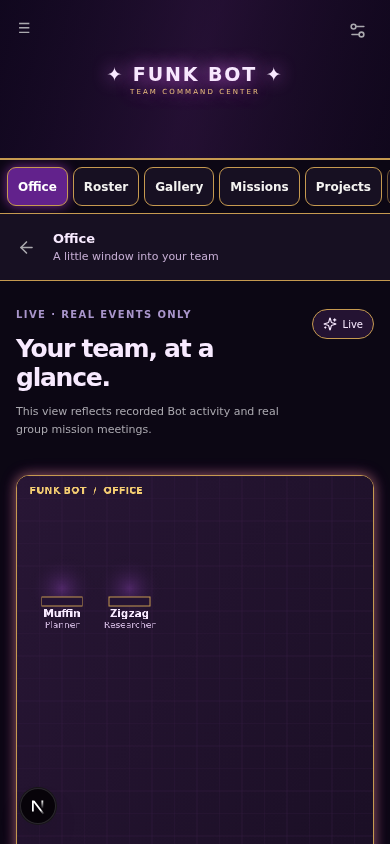 ✦ FUNK BOT ✦
TEAM COMMAND CENTER
Office Roster Gallery Missions Projects
Office
A little window into your team
LIVE · REAL EVENTS ONLY
Live
Your team, at a
glance.
This view reflects recorded Bot activity and real
group mission meetings.
FUNK BOT / OFFICE
Muffin Zigzag
Planner Researcher
N